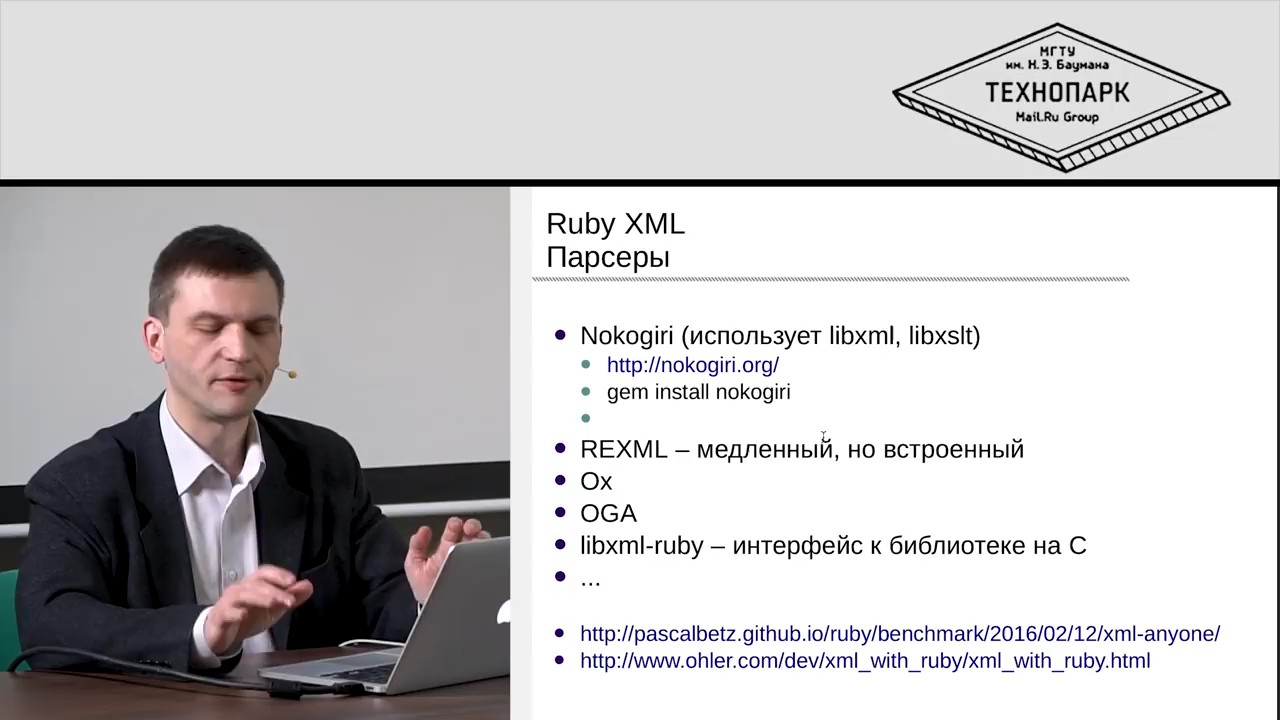 МГТУ
им. Н.Э. Баумана
ТЕХНОПАРК
Mail.Ru Group
Ruby XML
Парсеры
Nokogiri (использует libxml, libxslt)
http://nokogiri.org/
gem install nokogiri
REXML – медленный, но встроенный
Ox
OGA
libxml-ruby – интерфейс к библиотеке на С
...
http://pascalbetz.github.io/ruby/benchmark/2016/02/12/xml-anyone/
http://www.ohler.com/dev/xml_with_ruby/xml_with_ruby.html